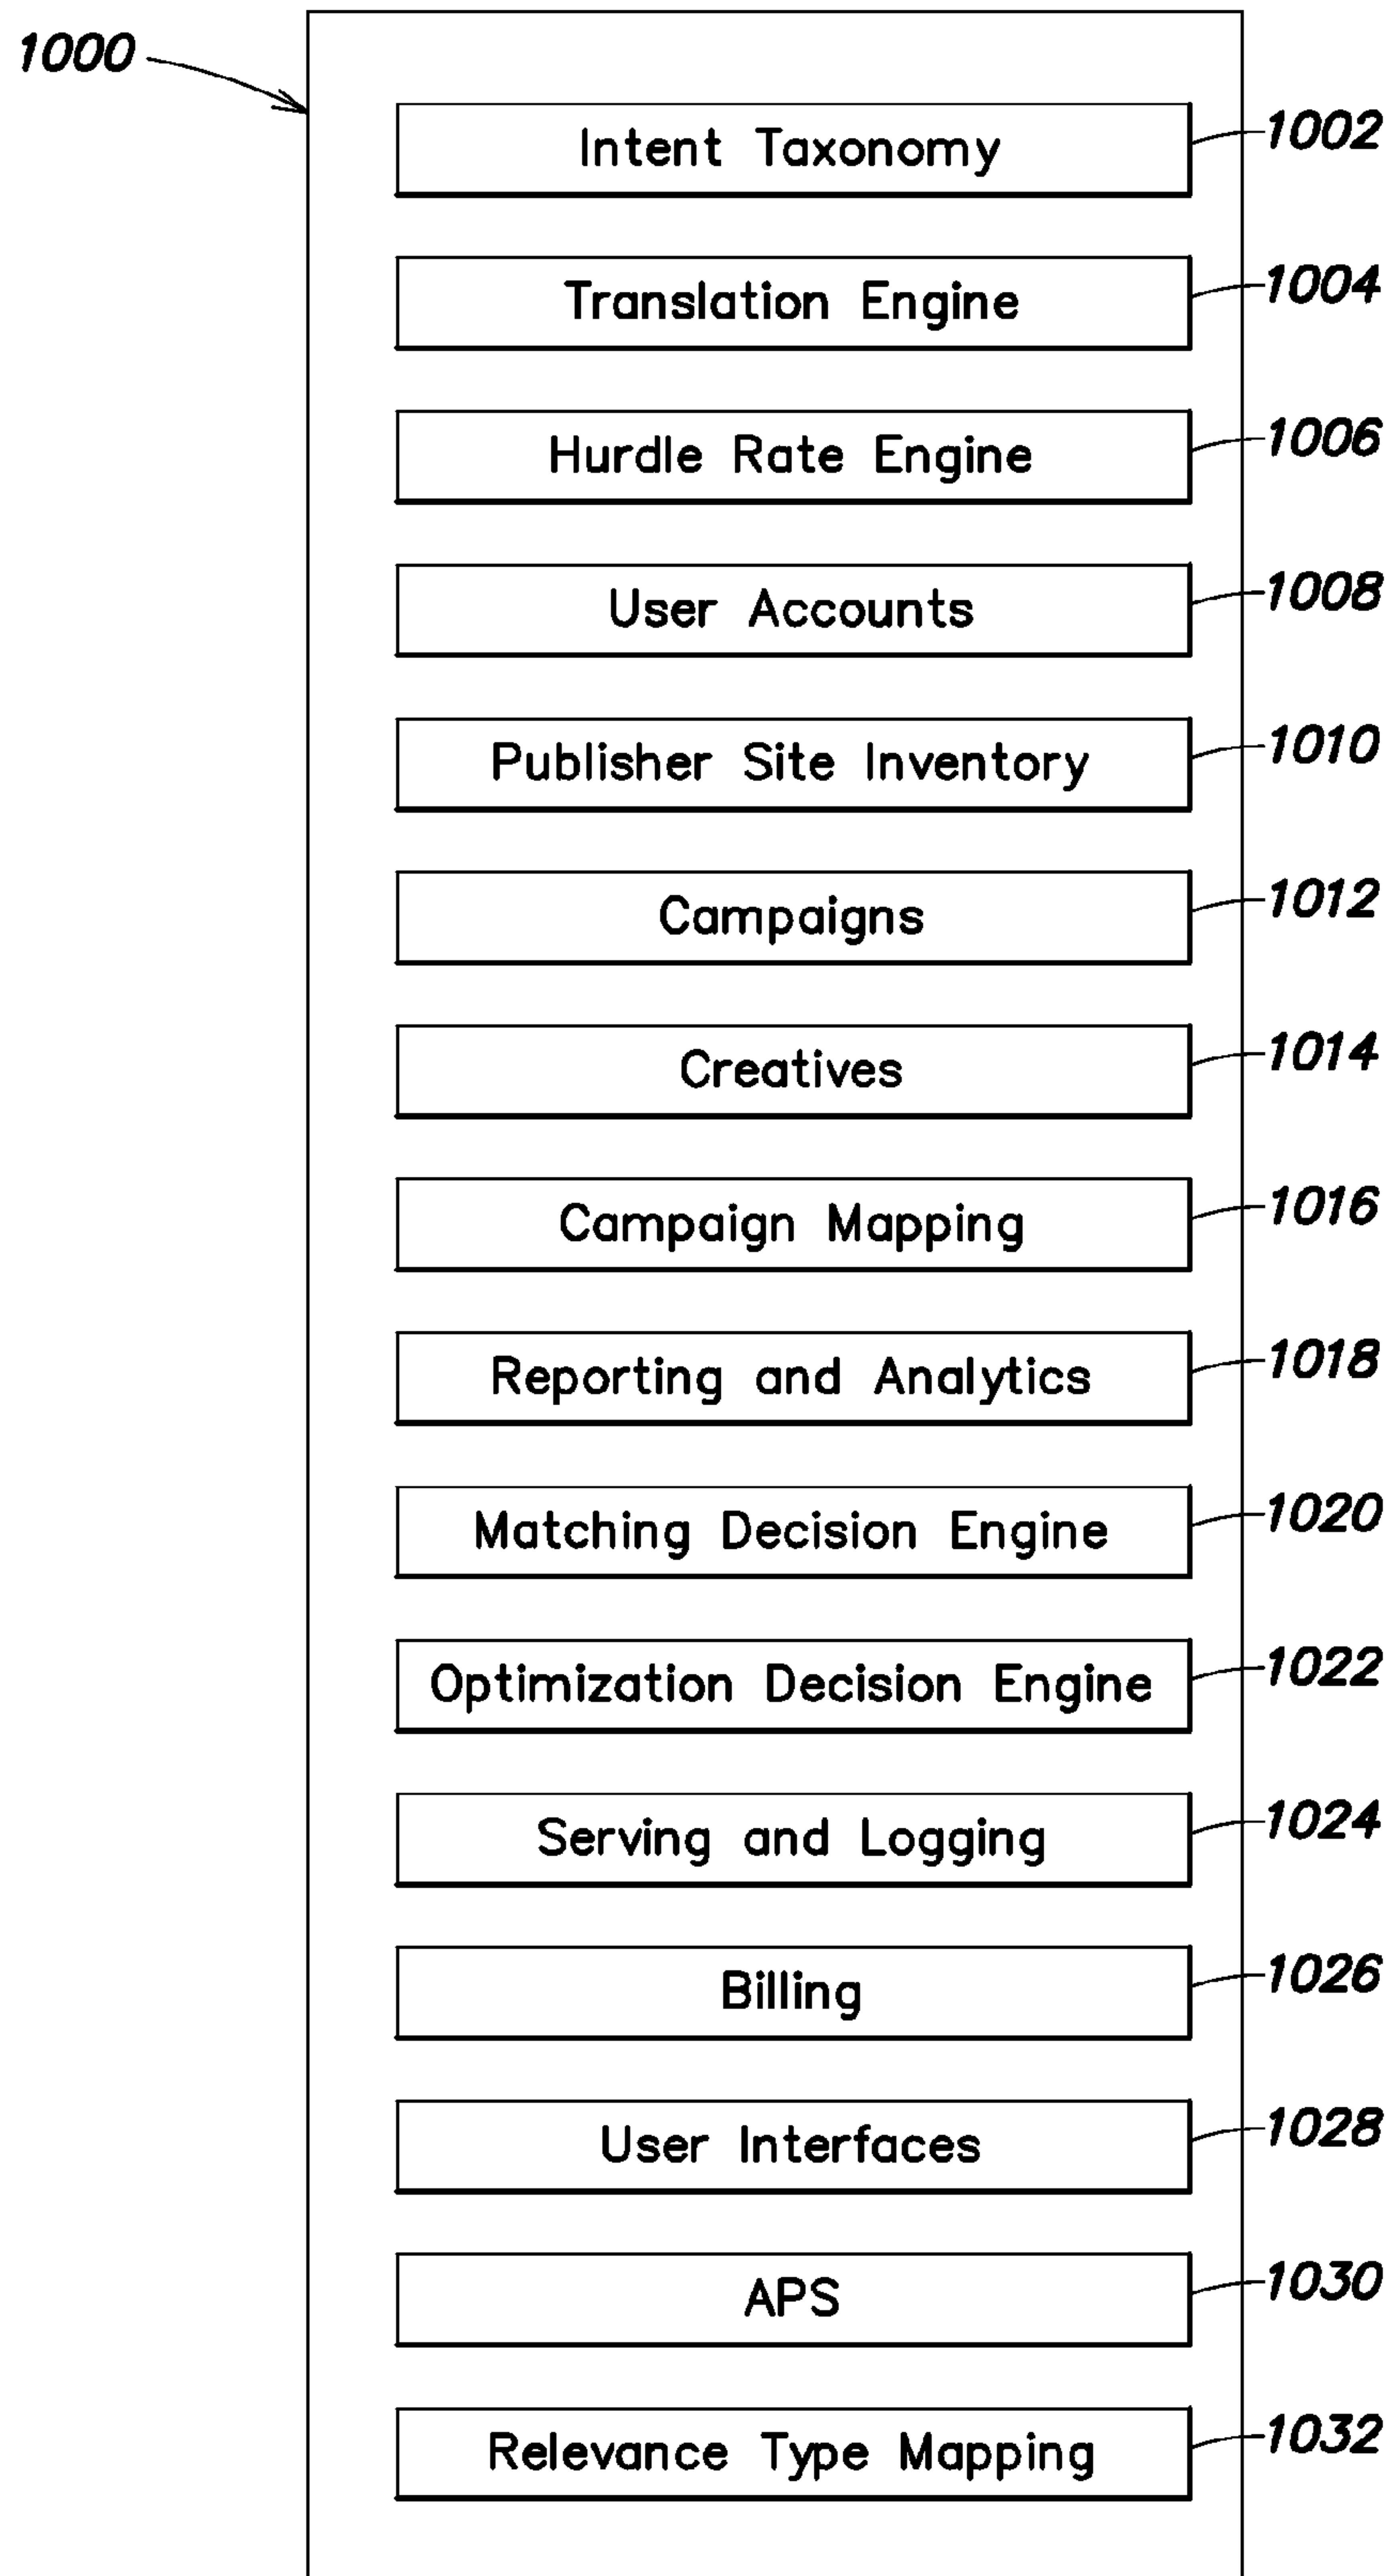 1000
Intent Taxonomy 1002
Translation Engine 1004
Hurdle Rate Engine 1006
User Accounts 1008
Publisher Site Inventory 1010
Campaigns 1012
Creatives 1014
Campaign Mapping 1016
Reporting and Analytics 1018
Matching Decision Engine 1020
Optimization Decision Engine 1022
Serving and Logging 1024
Billing 1026
User Interfaces 1028
APS 1030
Relevance Type Mapping 1032